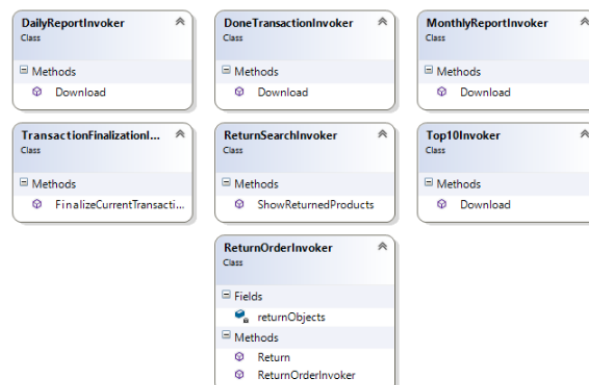 DailyReportInvoker
Class
Methods
Download
DoneTransactionInvoker
Class
Methods
Download
MonthlyReportInvoker
Class
Methods
Download
TransactionFinalizationI...
Class
Methods
FinalizeCurrentTransacti...
ReturnSearchInvoker
Class
Methods
ShowReturnedProducts
Top10Invoker
Class
Methods
Download
ReturnOrderInvoker
Class
Fields
returnObjects
Methods
Return
ReturnOrderInvoker